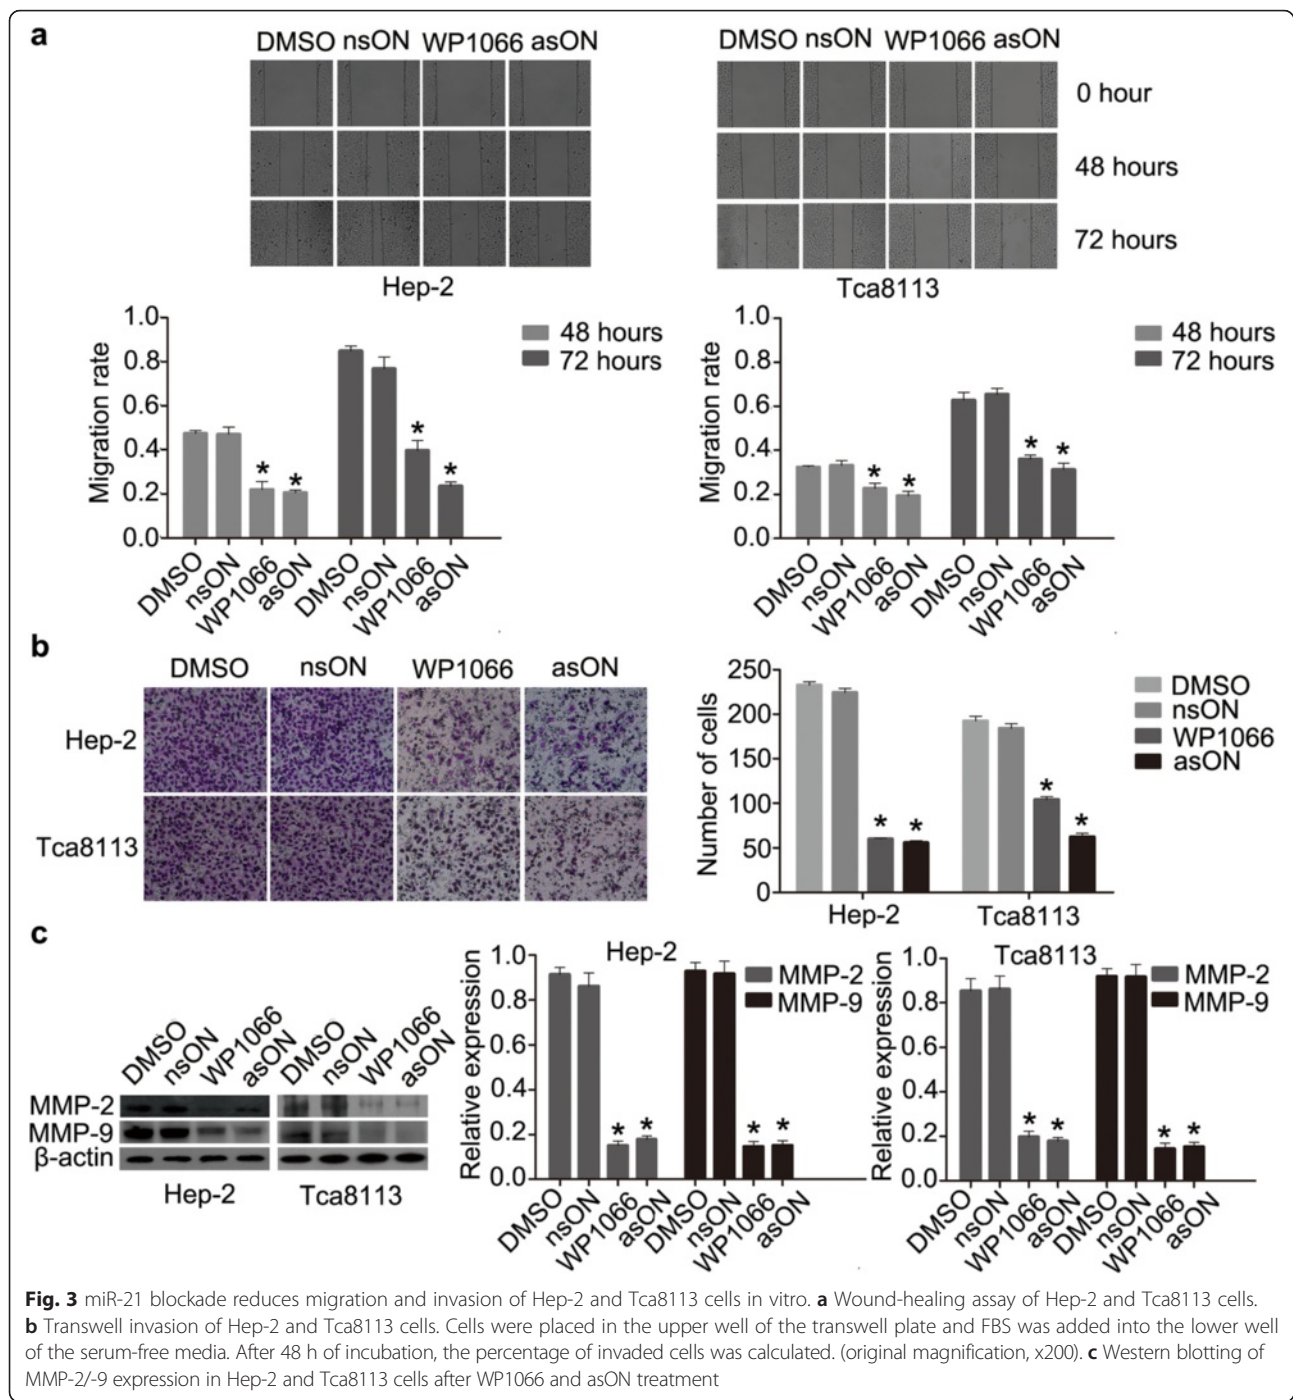 a
DMSO nsON WP1066 asON
DMSO nsON WP1066 asON
0 hour
48 hours
72 hours
Hep-2
Tca8113
1.0
0.8
0.6
0.4
0.2
0.0
Migration rate
48 hours
72 hours
* * * *
DMSO nsON WP1066 asON DMSO nsON WP1066 asON
1.0
0.8
0.6
0.4
0.2
0.0
Migration rate
48 hours
72 hours
* * * *
DMSO nsON WP1066 asON DMSO nsON WP1066 asON
b
DMSO nsON WP1066 asON
Hep-2
Tca8113
250
200
150
100
50
0
Number of cells
DMSO
nsON
WP1066
asON
* * * *
Hep-2 Tca8113
c
DMSO nsON WP1066 asON DMSO nsON WP1066 asON
MMP-2
MMP-9
β-actin
Hep-2 Tca8113
Hep-2
1.0
0.8
0.6
0.4
0.2
0.0
Relative expression
MMP-2
MMP-9
* * * *
DMSO nsON WP1066 asON DMSO nsON WP1066 asON
Tca8113
1.0
0.8
0.6
0.4
0.2
0.0
Relative expression
MMP-2
MMP-9
* * * *
DMSO nsON WP1066 asON DMSO nsON WP1066 asON
Fig. 3 miR-21 blockade reduces migration and invasion of Hep-2 and Tca8113 cells in vitro. a Wound-healing assay of Hep-2 and Tca8113 cells.
b Transwell invasion of Hep-2 and Tca8113 cells. Cells were placed in the upper well of the transwell plate and FBS was added into the lower well
of the serum-free media. After 48 h of incubation, the percentage of invaded cells was calculated. (original magnification, x200). c Western blotting of
MMP-2/-9 expression in Hep-2 and Tca8113 cells after WP1066 and asON treatment